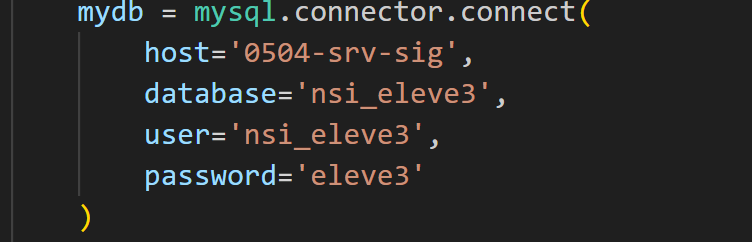 mydb = mysql.connector.connect(
host='0504-srv-sig',
database='nsi_eleve3',
user='nsi_eleve3',
password='eleve3'
)